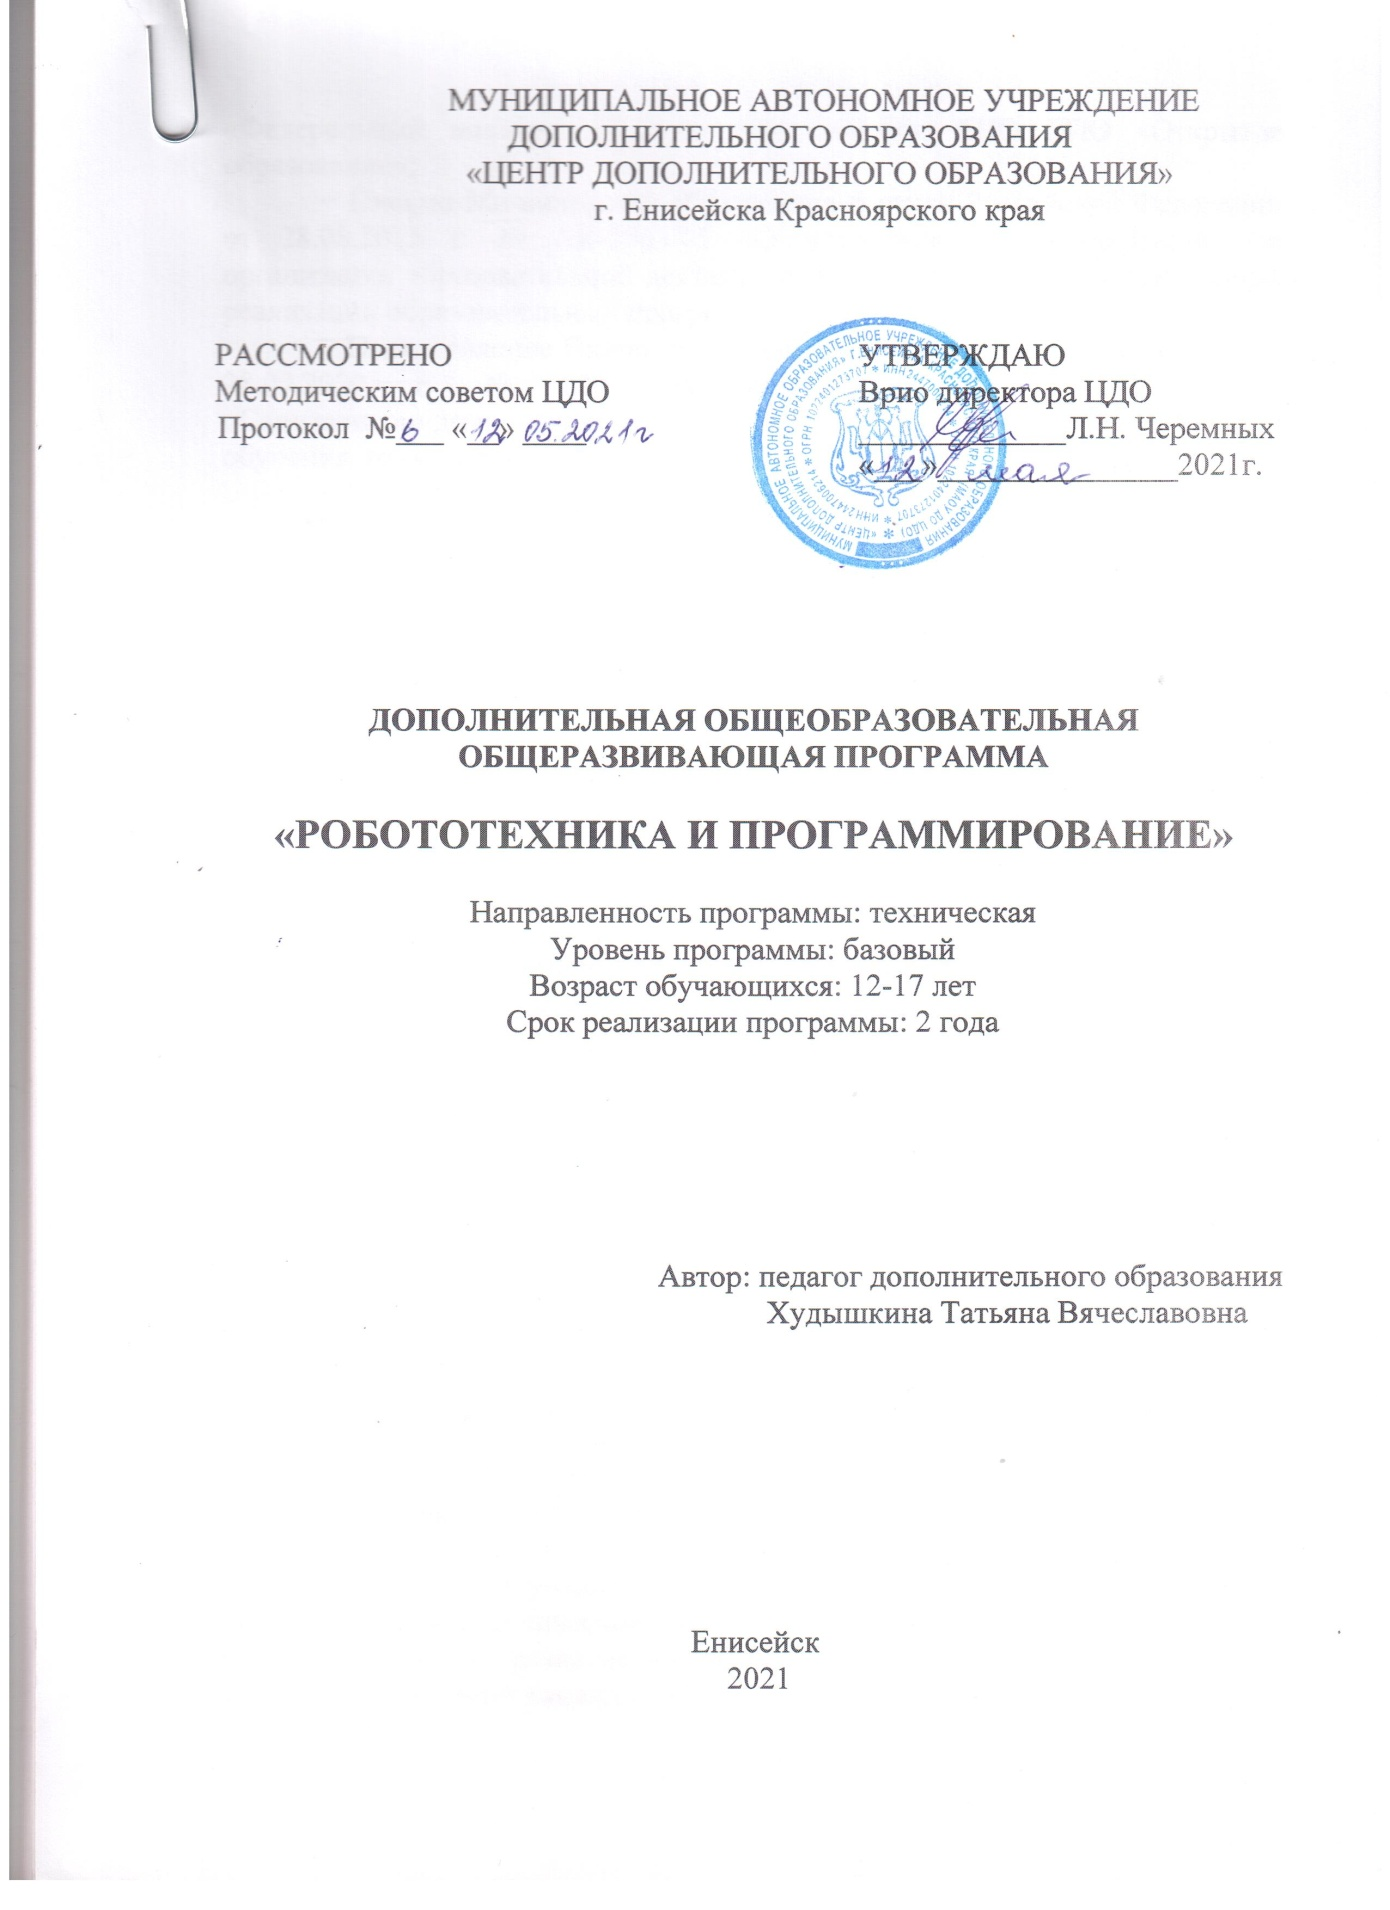 МУНИЦИПАЛЬНОЕ АВТОНОМНОЕ УЧРЕЖДЕНИЕ
ДОПОЛНИТЕЛЬНОГО ОБРАЗОВАНИЯ
«ЦЕНТР ДОПОЛНИТЕЛЬНОГО ОБРАЗОВАНИЯ»
г. Енисейска Красноярского края
РАССМОТРЕНО
Методическим советом ЦДО
Протокол №6 «12» 05.2021г
УТВЕРЖДАЮ
Врио директора ЦДО
Л.Н. Черемных
«12» мая 2021г.
ДОПОЛНИТЕЛЬНАЯ ОБЩЕОБРАЗОВАТЕЛЬНАЯ
ОБЩЕРАЗВИВАЮЩАЯ ПРОГРАММА
«РОБОТОТЕХНИКА И ПРОГРАММИРОВАНИЕ»
Направленность программы: техническая
Уровень программы: базовый
Возраст обучающихся: 12-17 лет
Срок реализации программы: 2 года
Автор: педагог дополнительного образования
Худышкина Татьяна Вячеславовна
Енисейск
2021